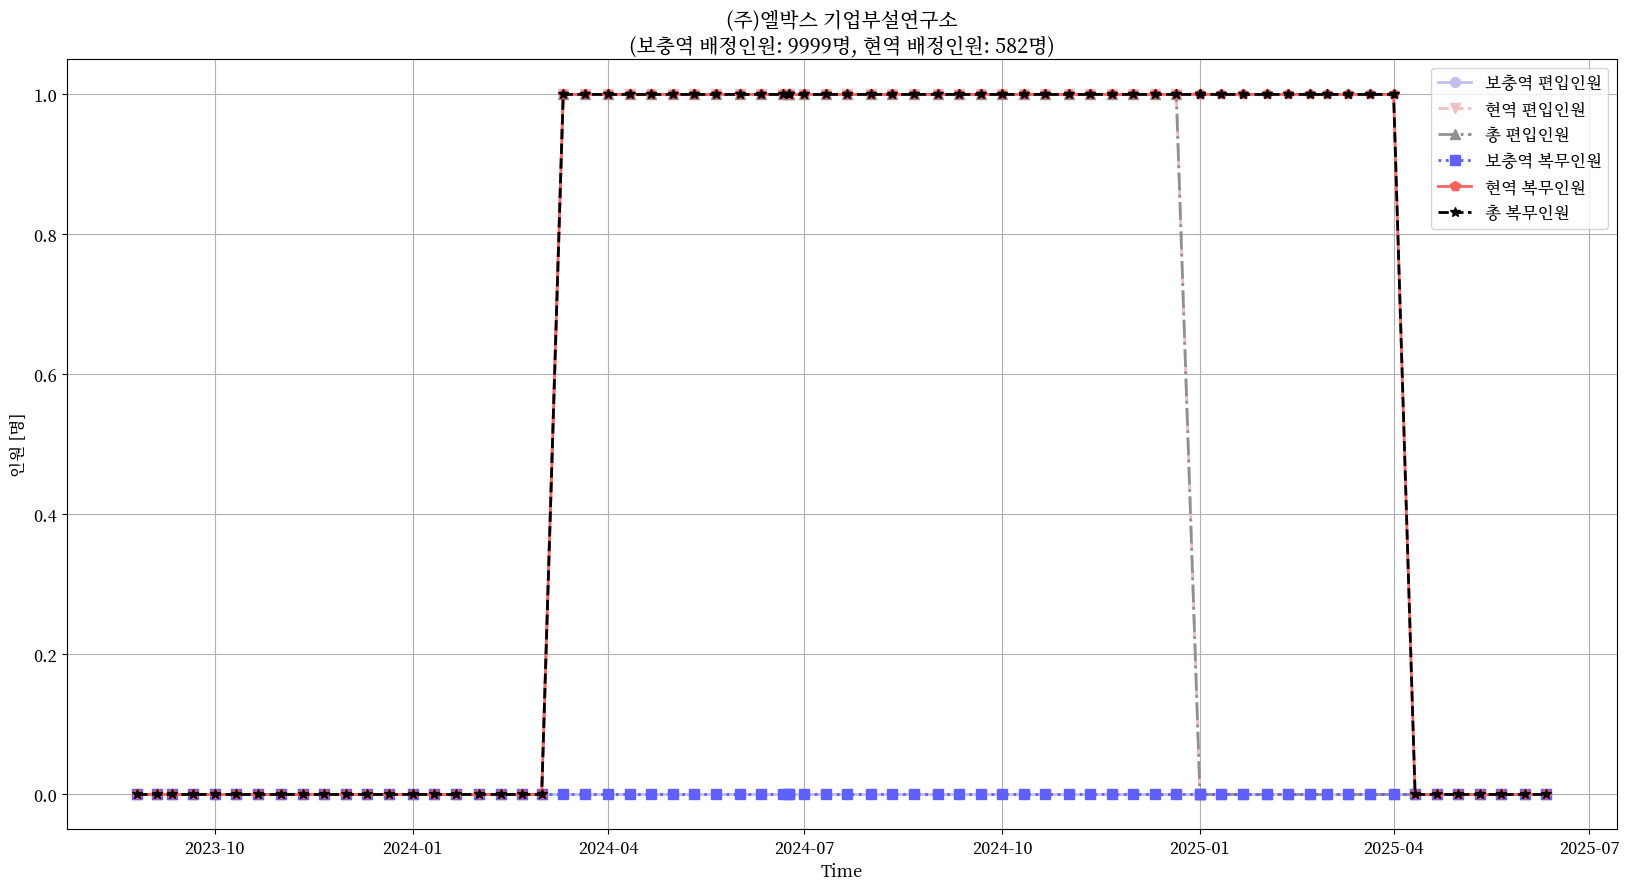 (주)엘박스 기업부설연구소
(보충역 배정인원: 9999명, 현역 배정인원: 582명)
보충역 편입인원
현역 편입인원
총 편입인원
보충역 복무인원
현역 복무인원
총 복무인원
인원 [명]
1.0
0.8
0.6
0.4
0.2
0.0
2023-10
2024-01
2024-04
2024-07
2024-10
2025-01
2025-04
2025-07
Time